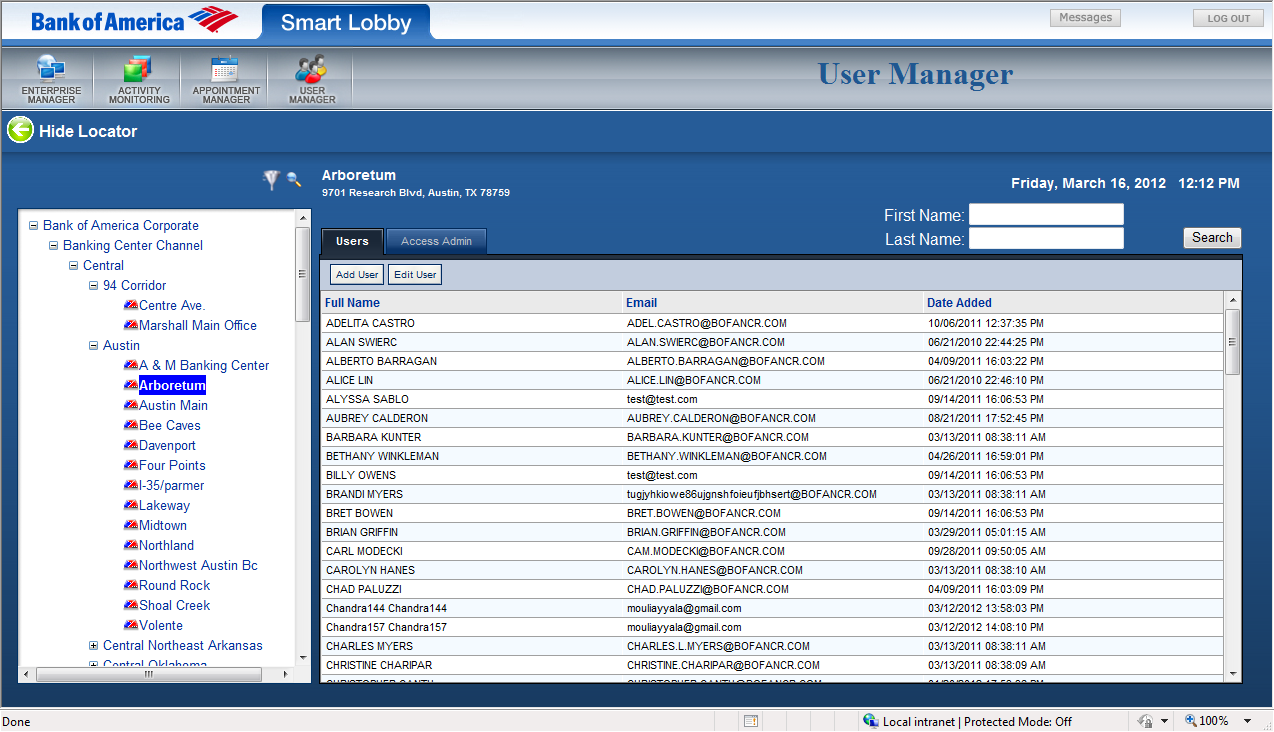 Bank of America Smart Lobby Messages LOG OUT
ENTERPRISE MANAGER ACTIVITY MONITORING APPOINTMENT MANAGER USER MANAGER User Manager
Hide Locator
Arboretum
9701 Research Blvd, Austin, TX 78759
Friday, March 16, 2012 12:12 PM
First Name:
Last Name: Search
Bank of America Corporate
Banking Center Channel
Central
94 Corridor
Centre Ave.
Marshall Main Office
Austin
A & M Banking Center
Arboretum
Austin Main
Bee Caves
Davenport
Four Points
I-35/parmer
Lakeway
Midtown
Northland
Northwest Austin Bc
Round Rock
Shoal Creek
Volente
Central Northeast Arkansas
Central Oklahoma
Users Access Admin
Add User Edit User
Full Name Email Date Added
ADELITA CASTRO ADEL.CASTRO@BOFANCR.COM 10/06/2011 12:37:35 PM
ALAN SWIERC ALAN.SWIERC@BOFANCR.COM 06/21/2010 22:44:25 PM
ALBERTO BARRAGAN ALBERTO.BARRAGAN@BOFANCR.COM 04/09/2011 16:03:22 PM
ALICE LIN ALICE.LIN@BOFANCR.COM 06/21/2010 22:46:10 PM
ALYSSA SABLO test@test.com 09/14/2011 16:06:53 PM
AUBREY CALDERON AUBREY.CALDERON@BOFANCR.COM 08/21/2011 17:52:45 PM
BARBARA KUNTER BARBARA.KUNTER@BOFANCR.COM 03/13/2011 08:38:11 AM
BETHANY WINKLEMAN BETHANY.WINKLEMAN@BOFANCR.COM 04/26/2011 16:59:01 PM
BILLY OWENS test@test.com 09/14/2011 16:06:53 PM
BRANDI MYERS tugjyhkiowe86ujgnshfoieufjbhsert@BOFANCR.COM 03/13/2011 08:38:11 AM
BRET BOWEN BRET.BOWEN@BOFANCR.COM 09/14/2011 16:06:53 PM
BRIAN GRIFFIN BRIAN.GRIFFIN@BOFANCR.COM 03/29/2011 05:01:15 AM
CARL MODECKI CAM.MODECKI@BOFANCR.COM 09/28/2011 09:50:05 AM
CAROLYN HANES CAROLYN.HANES@BOFANCR.COM 03/13/2011 08:38:10 AM
CHAD PALUZZI CHAD.PALUZZI@BOFANCR.COM 04/09/2011 16:03:09 PM
Chandra144 Chandra144 mouliayyala@gmail.com 03/12/2012 13:58:03 PM
Chandra157 Chandra157 mouliayyala@gmail.com 03/12/2012 14:08:10 PM
CHARLES MYERS CHARLES.L.MYERS@BOFANCR.COM 03/13/2011 08:38:11 AM
CHRISTINE CHARIPAR CHRISTINE.CHARIPAR@BOFANCR.COM 03/13/2011 08:38:09 AM
Done Local intranet | Protected Mode: Off 100%